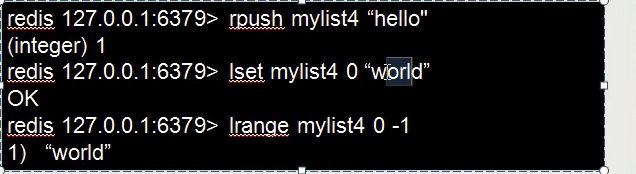 redis 127.0.0.1:6379> rpush mylist4 “hello"
(integer) 1
redis 127.0.0.1:6379> lset mylist4 0 “world”
OK
redis 127.0.0.1:6379> lrange mylist4 0 -1
1) “world”